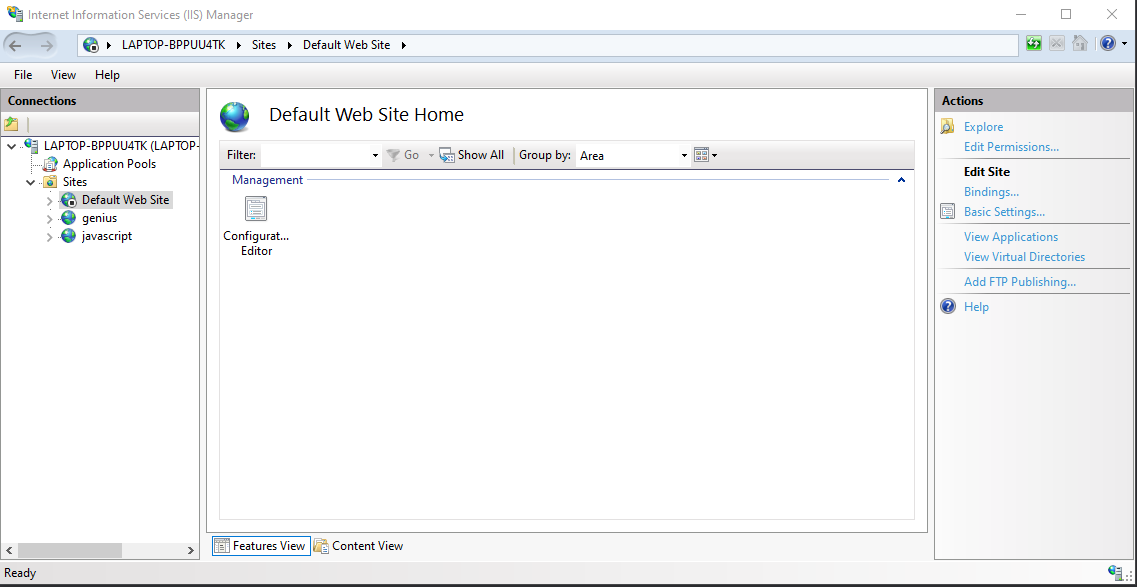 Internet Information Services (IIS) Manager
LAPTOP-BPPUU4TK Sites Default Web Site
File View Help
Connections
LAPTOP-BPPUU4TK (LAPTOP-
Application Pools
Sites
Default Web Site
genius
javascript
Default Web Site Home
Filter: Go Show All Group by: Area
Management
Configurat...
Editor
Features View Content View
Actions
Explore
Edit Permissions...
Edit Site
Bindings...
Basic Settings...
View Applications
View Virtual Directories
Add FTP Publishing...
Help
Ready